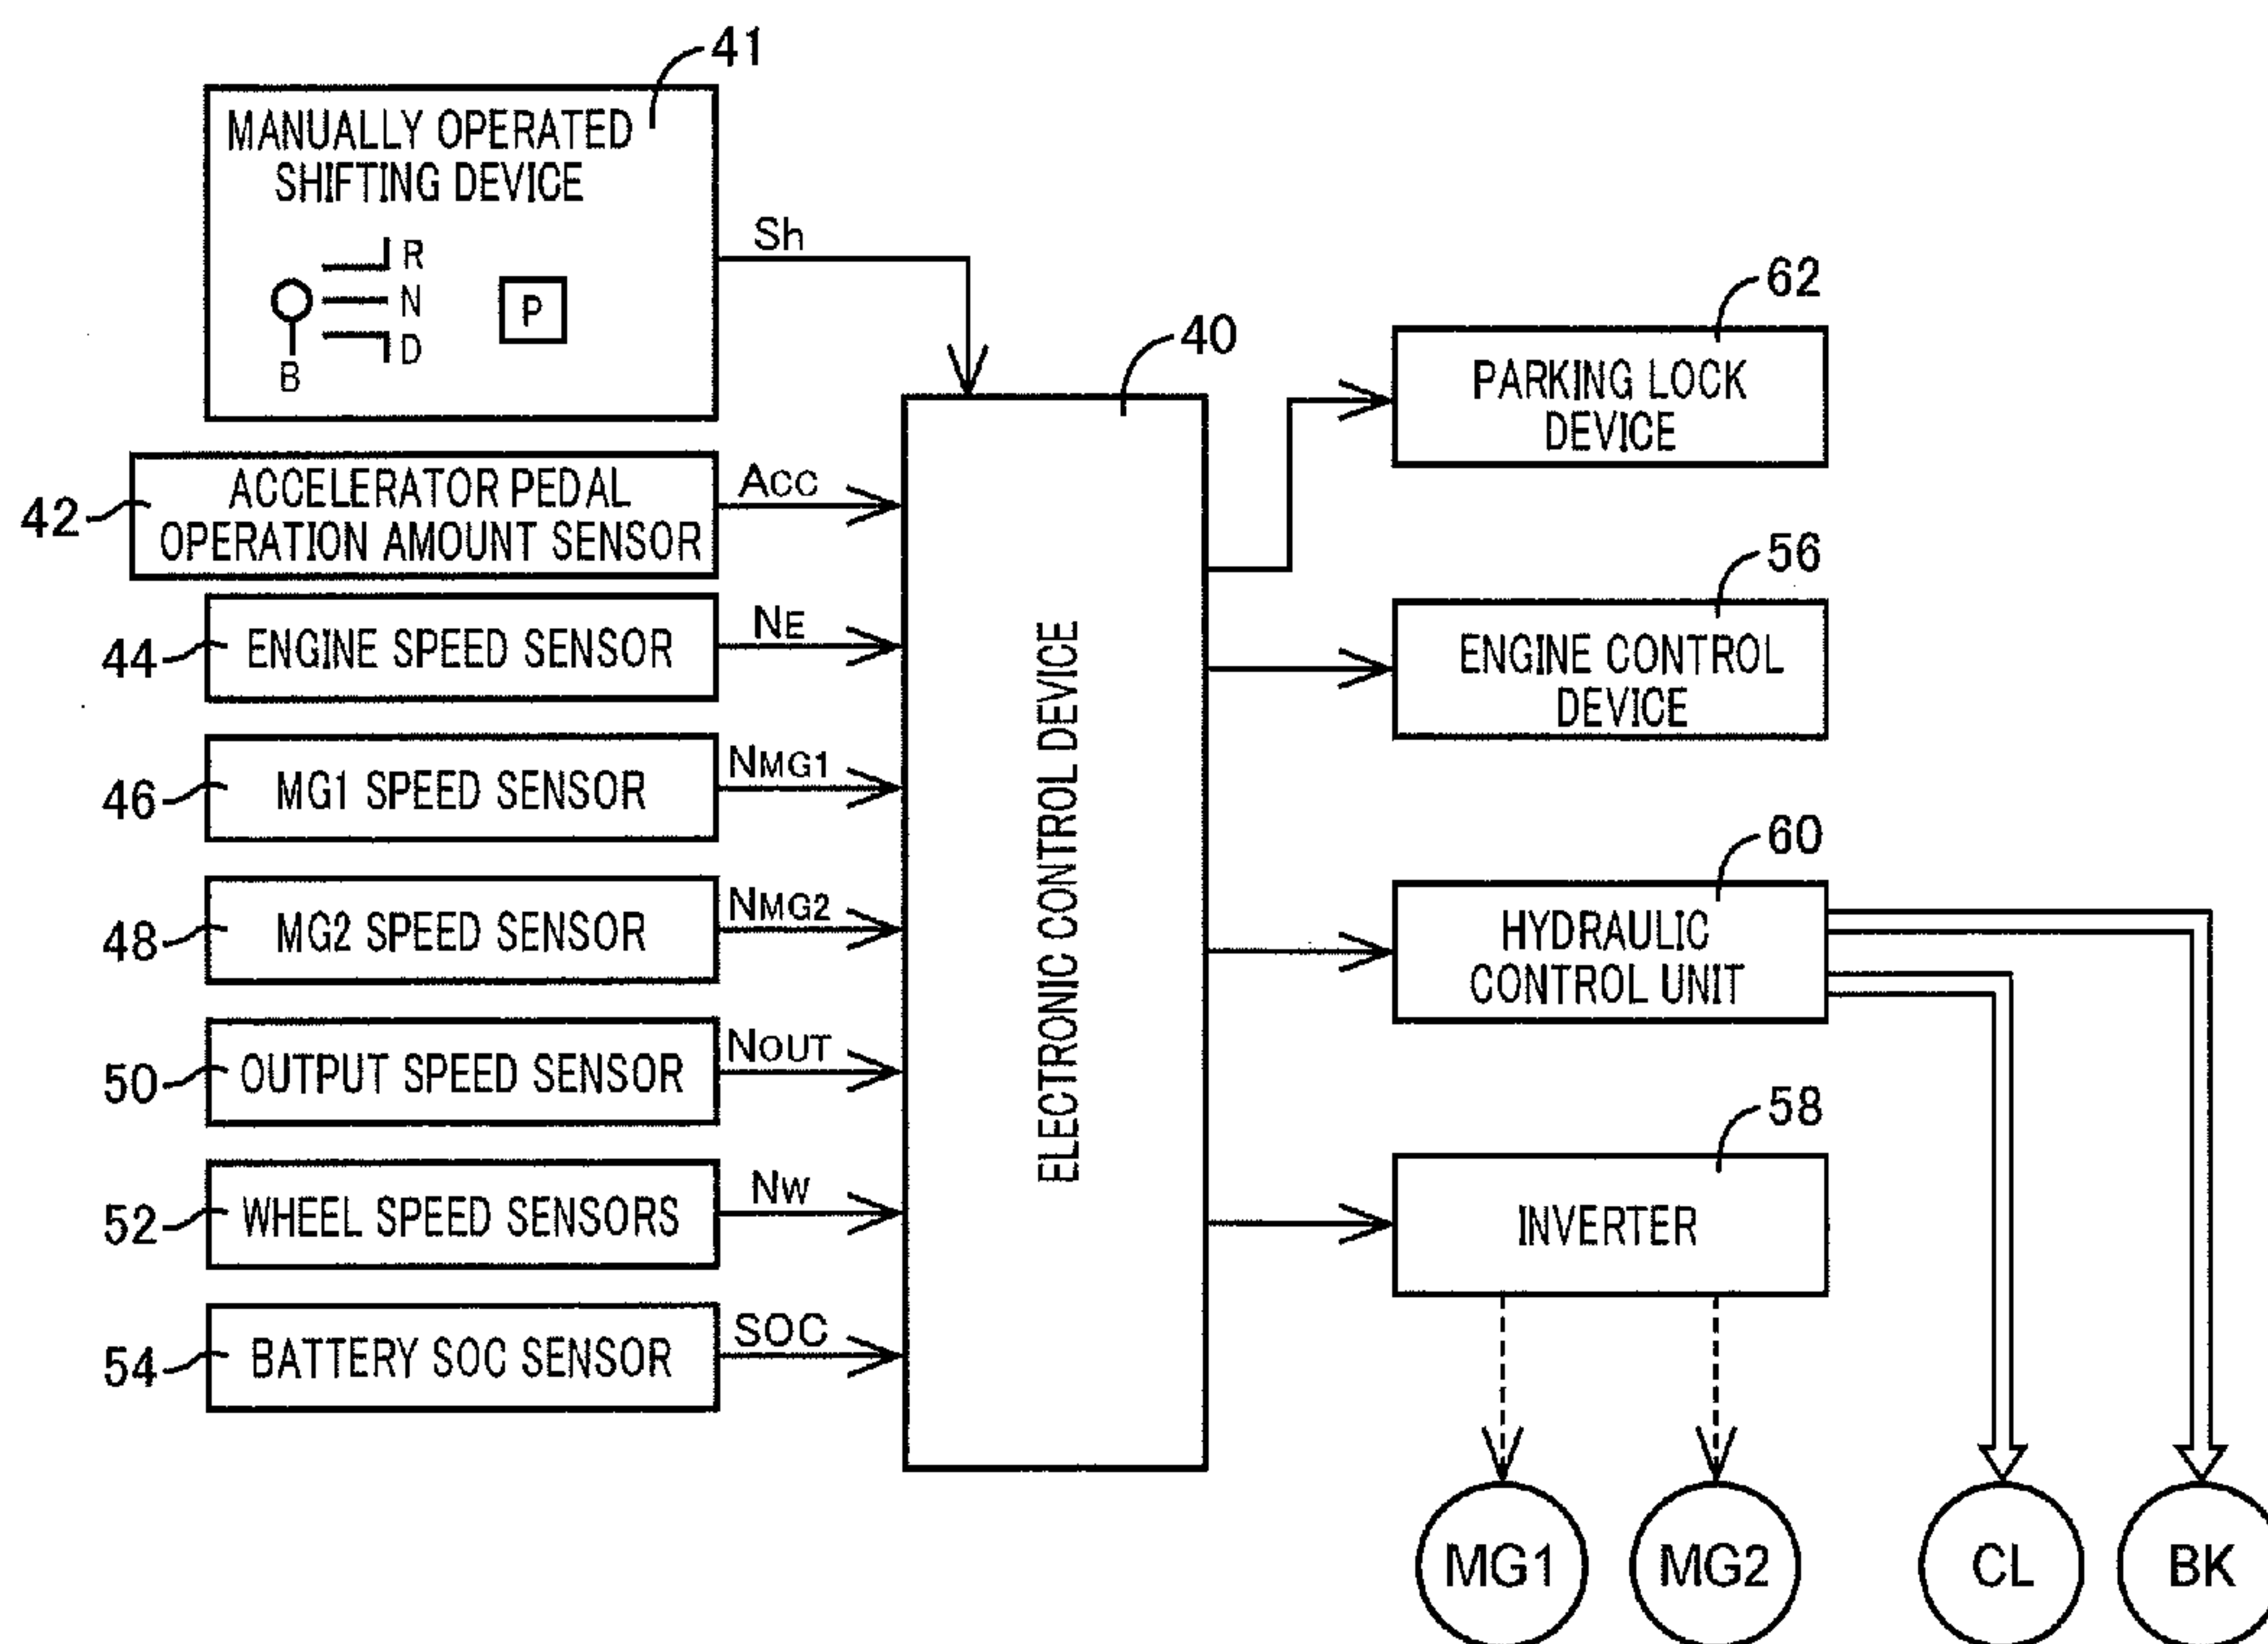 41
MANUALLY OPERATED
SHIFTING DEVICE
R
N
D
B
P
Sh
40
62
PARKING LOCK
DEVICE
42
ACCELERATOR PEDAL
OPERATION AMOUNT SENSOR
ACC
44
ENGINE SPEED SENSOR
NE
46
MG1 SPEED SENSOR
NMG1
48
MG2 SPEED SENSOR
NMG2
50
OUTPUT SPEED SENSOR
NOUT
52
WHEEL SPEED SENSORS
NW
54
BATTERY SOC SENSOR
SOC
ELECTRONIC CONTROL DEVICE
56
ENGINE CONTROL
DEVICE
60
HYDRAULIC
CONTROL UNIT
58
INVERTER
MG1
MG2
CL
BK